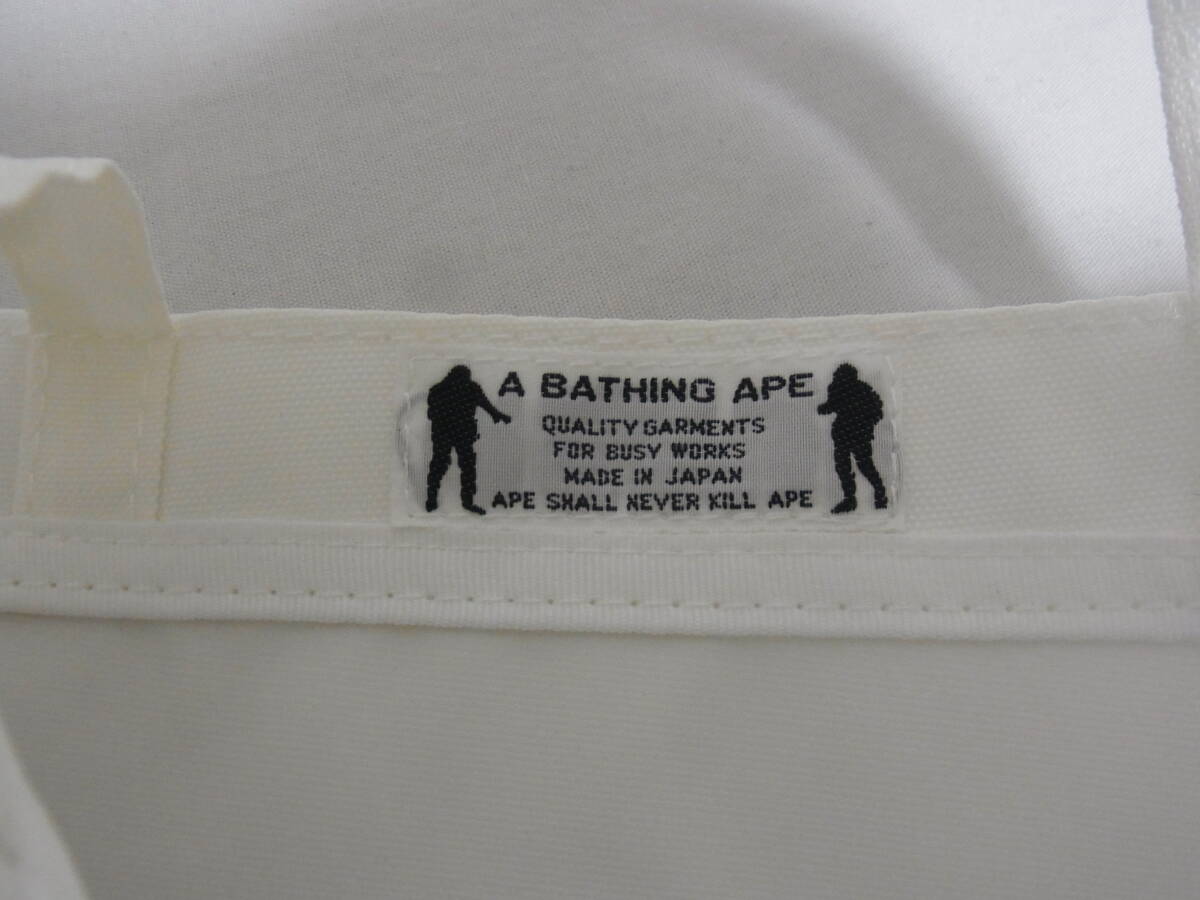 A BATHING APE
QUALITY GARMENTS
FOR BUSY WORKS
MADE IN JAPAN
APE SHALL NEVER KILL APE